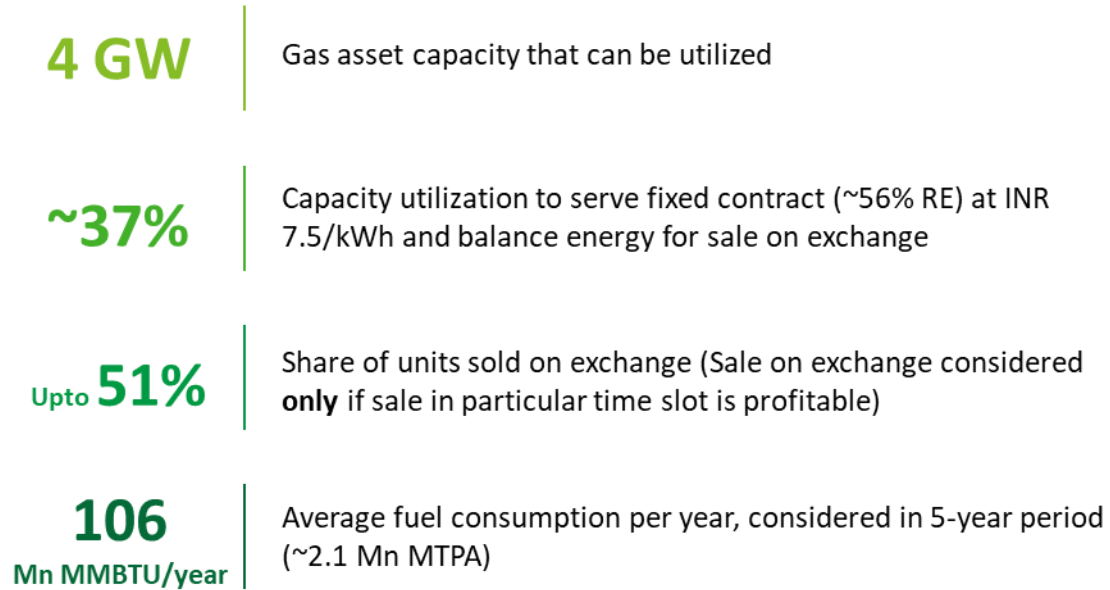 4 GW
Gas asset capacity that can be utilized
~37%
Capacity utilization to serve fixed contract (~56% RE) at INR
7.5/kWh and balance energy for sale on exchange
Upto 51%
Share of units sold on exchange (Sale on exchange considered
only if sale in particular time slot is profitable)
106
Mn MMBTU/year
Average fuel consumption per year, considered in 5-year period
(~2.1 Mn MTPA)